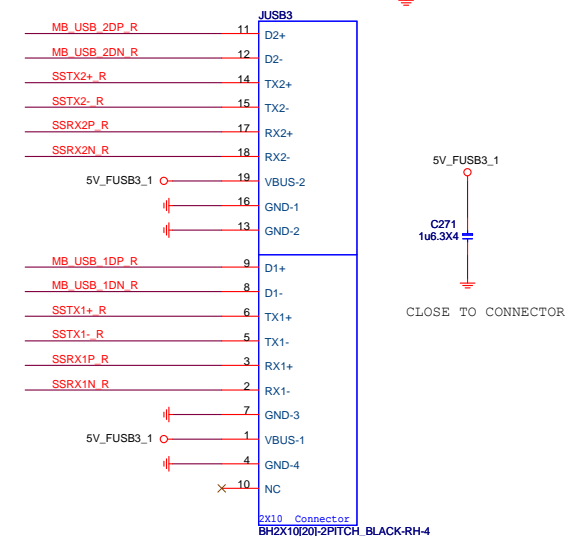 JUSB3
MB_USB_2DP_R 11 D2+
MB_USB_2DN_R 12 D2-
SSTX2+_R 14 TX2+
SSTX2-_R 15 TX2-
SSRX2P_R 17 RX2+
SSRX2N_R 18 RX2-
5V_FUSB3_1 19 VBUS-2
16 GND-1
13 GND-2
MB_USB_1DP_R 9 D1+
MB_USB_1DN_R 8 D1-
SSTX1+_R 6 TX1+
SSTX1-_R 5 TX1-
SSRX1P_R 3 RX1+
SSRX1N_R 2 RX1-
7 GND-3
5V_FUSB3_1 1 VBUS-1
4 GND-4
10 NC
2X10 Connector
BH2X10[20]-2PITCH_BLACK-RH-4
5V_FUSB3_1
C271
1u6.3X4
CLOSE TO CONNECTOR